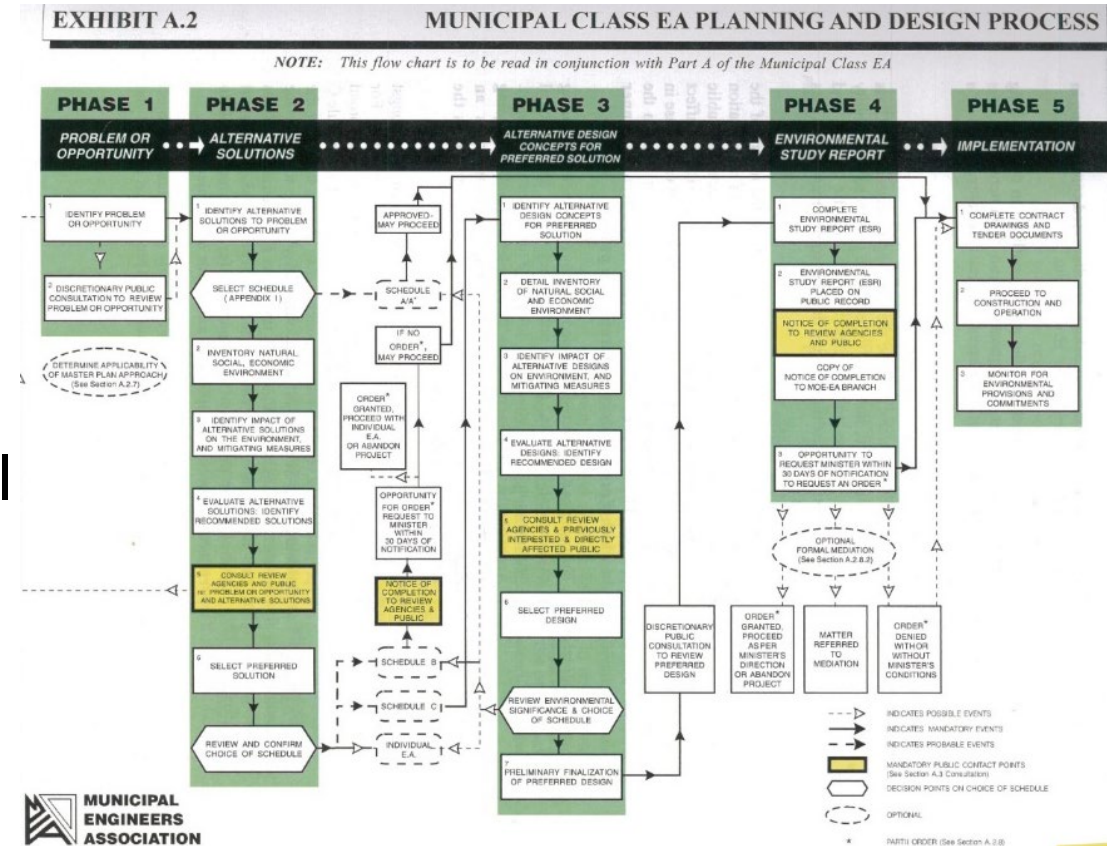 EXHIBIT A.2
MUNICIPAL CLASS EA PLANNING AND DESIGN PROCESS
NOTE: This flow chart is to be read in conjunction with Part A of the Municipal Class EA
PHASE 1
PROBLEM OR
OPPORTUNITY
1 IDENTIFY PROBLEM
OR OPPORTUNITY
2 DISCRETIONARY PUBLIC
CONSULTATION TO REVIEW
PROBLEM OR OPPORTUNITY
DETERMINE APPLICABILITY
OF MASTER PLAN APPROACH
(See Section A.2.7)
PHASE 2
ALTERNATIVE
SOLUTIONS
1 IDENTIFY ALTERNATIVE
SOLUTIONS TO PROBLEM
OR OPPORTUNITY
SELECT SCHEDULE
(APPENDIX I)
2 INVENTORY NATURAL
SOCIAL, ECONOMIC
ENVIRONMENT
3 IDENTIFY IMPACT OF
ALTERNATIVE SOLUTIONS
ON THE ENVIRONMENT,
AND MITIGATING MEASURES
4 EVALUATE ALTERNATIVE
SOLUTIONS: IDENTIFY
RECOMMENDED SOLUTIONS
5 CONSULT REVIEW
AGENCIES AND PUBLIC
re: PROBLEM OR OPPORTUNITY
AND ALTERNATIVE SOLUTIONS
6 SELECT PREFERRED
SOLUTION
REVIEW AND CONFIRM
CHOICE OF SCHEDULE
APPROVED-
MAY PROCEED
SCHEDULE
A/A+
IF NO
ORDER*,
MAY PROCEED
ORDER*
GRANTED,
PROCEED WITH
INDIVIDUAL
E.A.
OR ABANDON
PROJECT
OPPORTUNITY
FOR ORDER*
REQUEST TO
MINISTER
WITHIN
30 DAYS OF
NOTIFICATION
NOTICE OF
COMPLETION
TO REVIEW
AGENCIES &
PUBLIC
SCHEDULE B
SCHEDULE C
INDIVIDUAL
E.A.
PHASE 3
ALTERNATIVE DESIGN
CONCEPTS FOR
PREFERRED SOLUTION
1 IDENTIFY ALTERNATIVE
DESIGN CONCEPTS
FOR PREFERRED
SOLUTION
2 DETAIL INVENTORY
OF NATURAL SOCIAL
AND ECONOMIC
ENVIRONMENT
3 IDENTIFY IMPACT OF
ALTERNATIVE DESIGNS
ON ENVIRONMENT, AND
MITIGATING MEASURES
4 EVALUATE ALTERNATIVE
DESIGNS: IDENTIFY
RECOMMENDED DESIGN
5 CONSULT REVIEW
AGENCIES & PREVIOUSLY
INTERESTED & DIRECTLY
AFFECTED PUBLIC
6 SELECT PREFERRED
DESIGN
REVIEW ENVIRONMENTAL
SIGNIFICANCE & CHOICE
OF SCHEDULE
7 PRELIMINARY FINALIZATION
OF PREFERRED DESIGN
DISCRETIONARY
PUBLIC
CONSULTATION
TO REVIEW
PREFERRED
DESIGN
PHASE 4
ENVIRONMENTAL
STUDY REPORT
1 COMPLETE
ENVIRONMENTAL
STUDY REPORT (ESR)
2 ENVIRONMENTAL
STUDY REPORT (ESR)
PLACED ON
PUBLIC RECORD
NOTICE OF COMPLETION
TO REVIEW AGENCIES
AND PUBLIC
COPY OF
NOTICE OF COMPLETION
TO MOE-EA BRANCH
3 OPPORTUNITY TO
REQUEST MINISTER WITHIN
30 DAYS OF NOTIFICATION
TO REQUEST AN ORDER*
OPTIONAL
FORMAL MEDIATION
(See Section A.2.8.2)
ORDER*
GRANTED,
PROCEED
AS PER
MINISTER'S
DIRECTION
OR ABANDON
PROJECT
MATTER
REFERRED
TO
MEDIATION
ORDER*
DENIED
WITH OR
WITHOUT
MINISTER'S
CONDITIONS
PHASE 5
IMPLEMENTATION
1 COMPLETE CONTRACT
DRAWINGS AND
TENDER DOCUMENTS
2 PROCEED TO
CONSTRUCTION AND
OPERATION
3 MONITOR FOR
ENVIRONMENTAL
PROVISIONS AND
COMMITMENTS
INDICATES POSSIBLE EVENTS
INDICATES MANDATORY EVENTS
INDICATES PROBABLE EVENTS
MANDATORY PUBLIC CONTACT POINTS
(See Section A.3 Consultation)
DECISION POINTS ON CHOICE OF SCHEDULE
OPTIONAL
* PART II ORDER (See Section A.2.8)
MUNICIPAL
ENGINEERS
ASSOCIATION